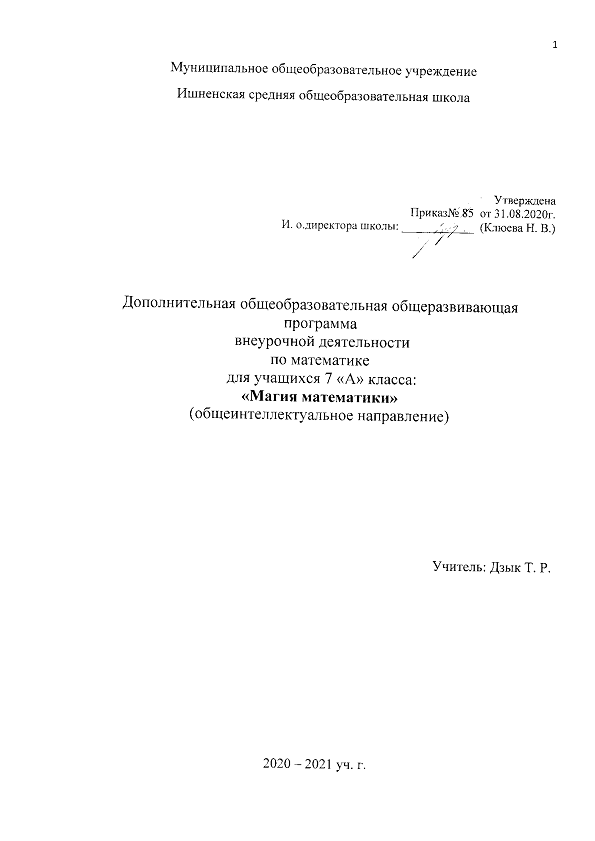 1
Муниципальное общеобразовательное учреждение
Ишненская средняя общеобразовательная школа
Утверждена
Приказ№ 85 от 31.08.2020г.
И. о.директора школы: ____________ (Клюева Н. В.)
Дополнительная общеобразовательная общеразвивающая
программа
внеурочной деятельности
по математике
для учащихся 7 «А» класса:
«Магия математики»
(общеинтеллектуальное направление)
Учитель: Дзык Т. Р.
2020 – 2021 уч. г.